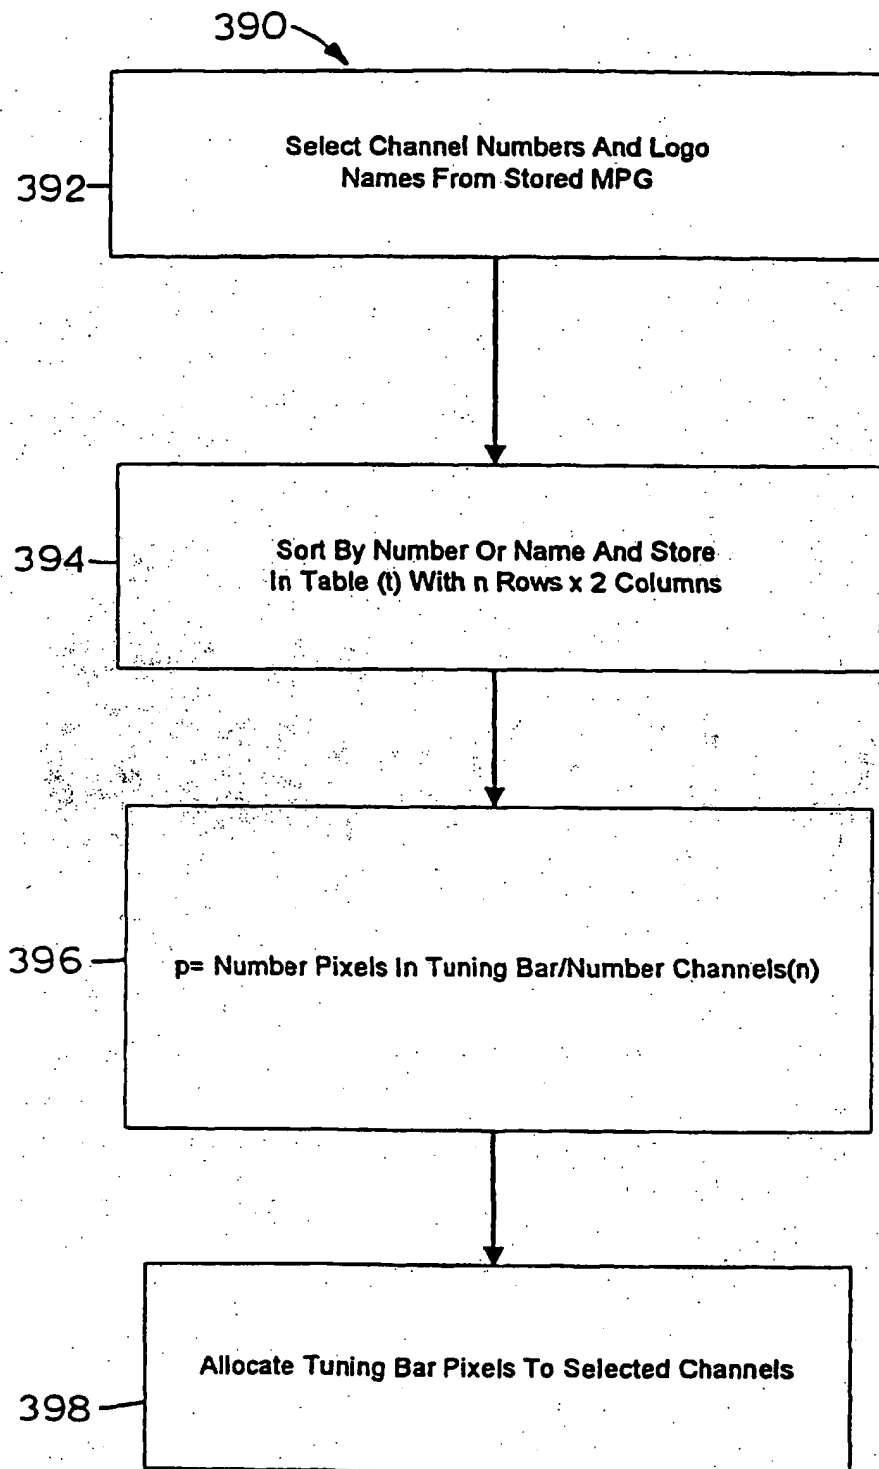 390
392
Select Channel Numbers And Logo
Names From Stored MPG
394
Sort By Number Or Name And Store
In Table (t) With n Rows x 2 Columns
396
p= Number Pixels In Tuning Bar/Number Channels(n)
398
Allocate Tuning Bar Pixels To Selected Channels